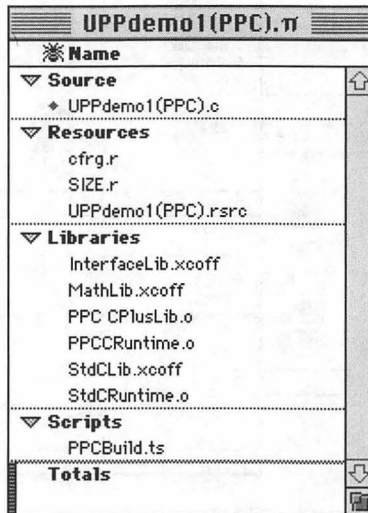 UPPdemo1(PPC).π
Name
Source
UPPdemo1(PPC).c
Resources
cfrg.r
SIZE.r
UPPdemo1(PPC).rsrc
Libraries
InterfaceLib.xcoff
MathLib.xcoff
PPC CPlusLib.o
PPCCRuntime.o
StdCLib.xcoff
StdCRuntime.o
Scripts
PPCBuild.ts
Totals